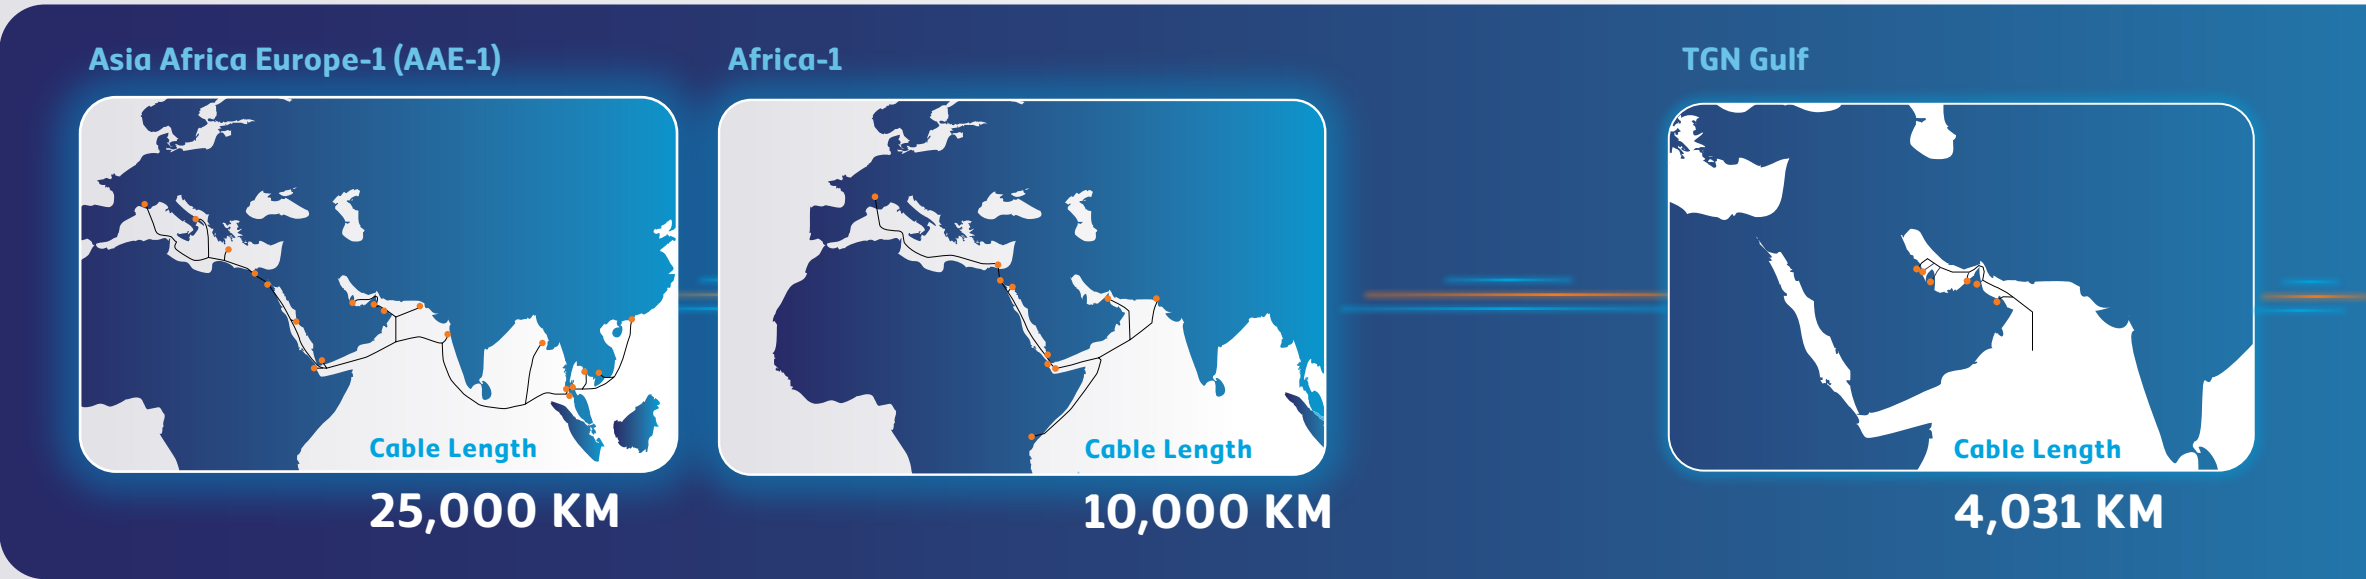 Asia Africa Europe-1 (AAE-1)
Cable Length
25,000 KM
Africa-1
Cable Length
10,000 KM
TGN Gulf
Cable Length
4,031 KM